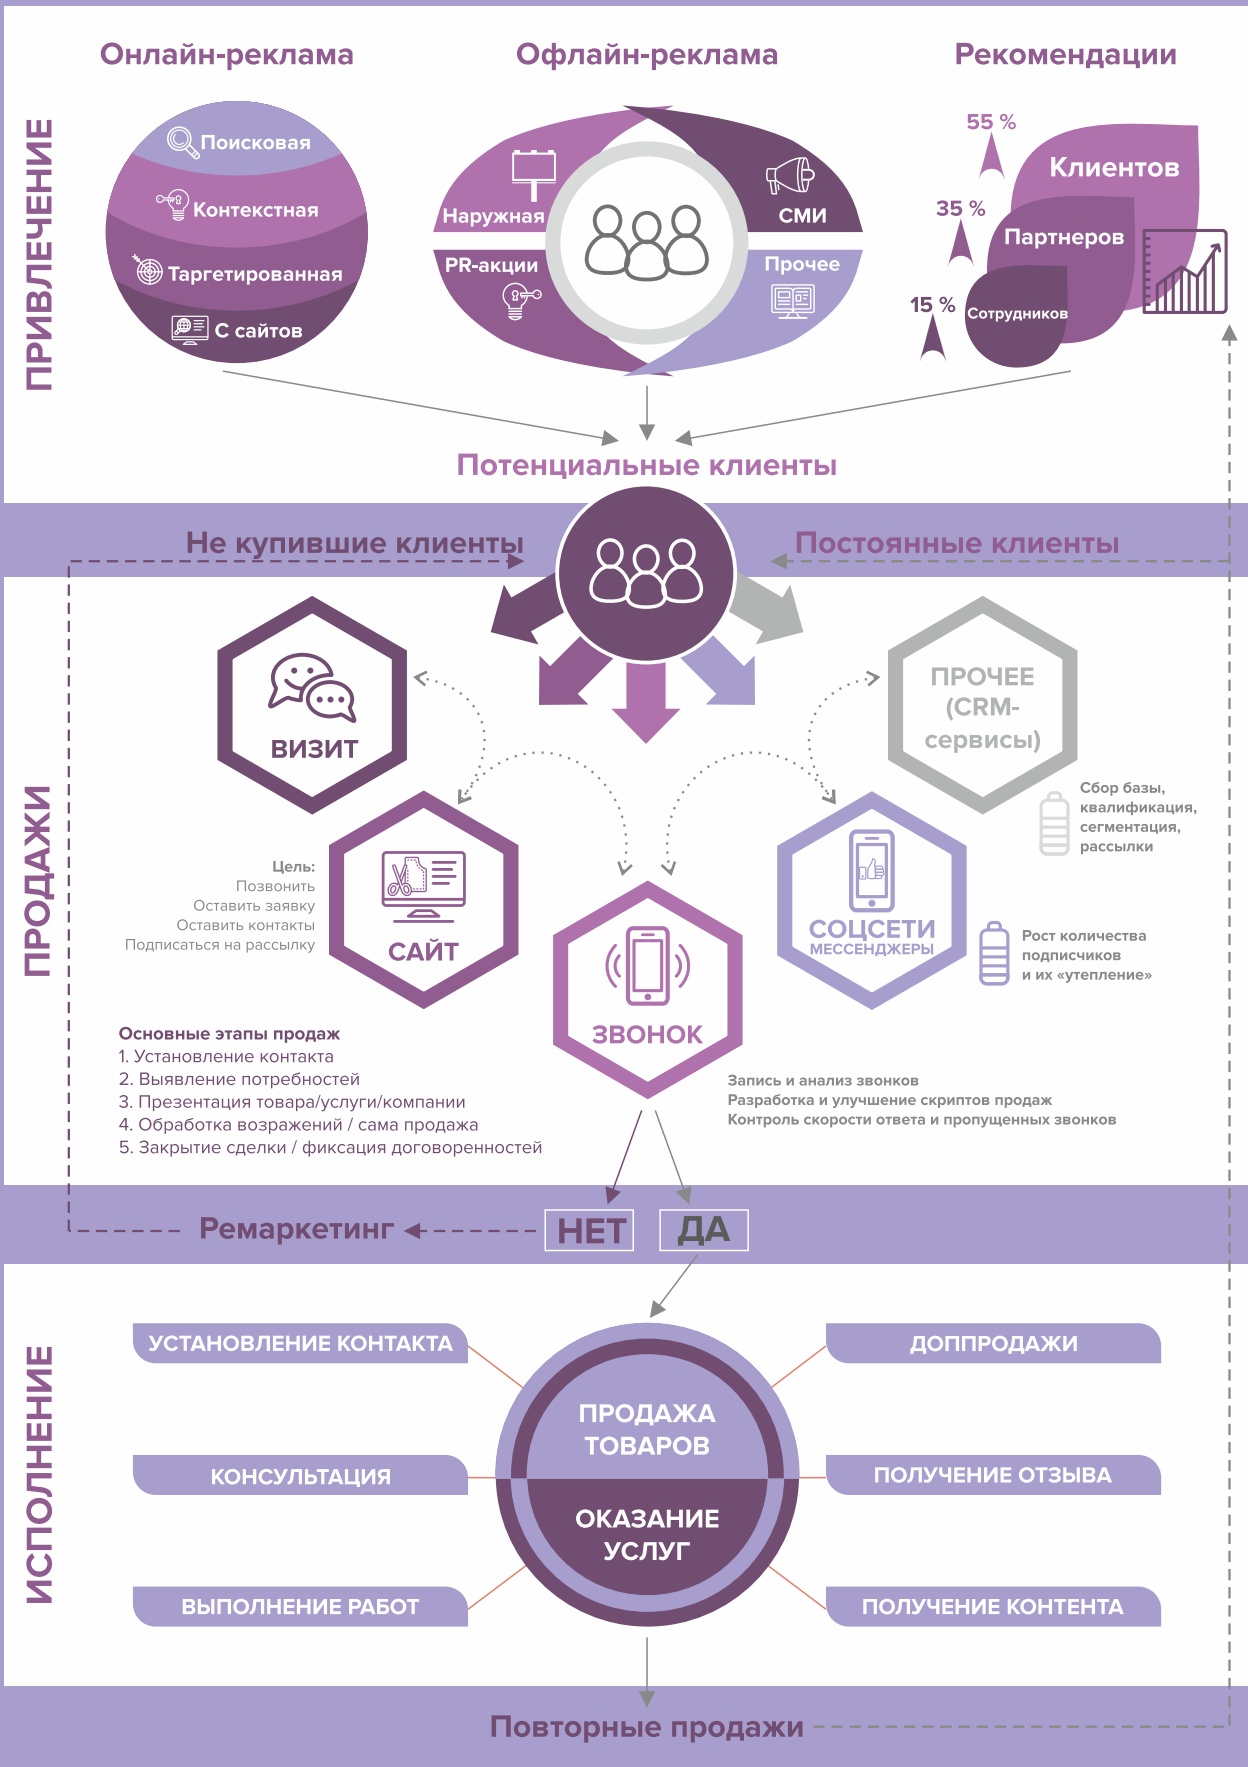 Онлайн-реклама
Офлайн-реклама
Рекомендации
ПРИВЛЕЧЕНИЕ
Поисковая
Контекстная
Таргетированная
С сайтов
Наружная
СМИ
PR-акции
Прочее
55 %
Клиентов
35 %
Партнеров
15 %
Сотрудников
Потенциальные клиенты
Не купившие клиенты
Постоянные клиенты
ПРОДАЖИ
ВИЗИТ
ПРОЧЕЕ
(CRM-
сервисы)
Сбор базы,
квалификация,
сегментация,
рассылки
Цель:
Позвонить
Оставить заявку
Оставить контакты
Подписаться на рассылку
САЙТ
СОЦСЕТИ
МЕССЕНДЖЕРЫ
Рост количества
подписчиков
и их «утепление»
ЗВОНОК
Основные этапы продаж
1. Установление контакта
2. Выявление потребностей
3. Презентация товара/услуги/компании
4. Обработка возражений / сама продажа
5. Закрытие сделки / фиксация договоренностей
Запись и анализ звонков
Разработка и улучшение скриптов продаж
Контроль скорости ответа и пропущенных звонков
Ремаркетинг
НЕТ
ДА
ИСПОЛНЕНИЕ
УСТАНОВЛЕНИЕ КОНТАКТА
ДОППРОДАЖИ
ПРОДАЖА
ТОВАРОВ
КОНСУЛЬТАЦИЯ
ПОЛУЧЕНИЕ ОТЗЫВА
ОКАЗАНИЕ
УСЛУГ
ВЫПОЛНЕНИЕ РАБОТ
ПОЛУЧЕНИЕ КОНТЕНТА
Повторные продажи